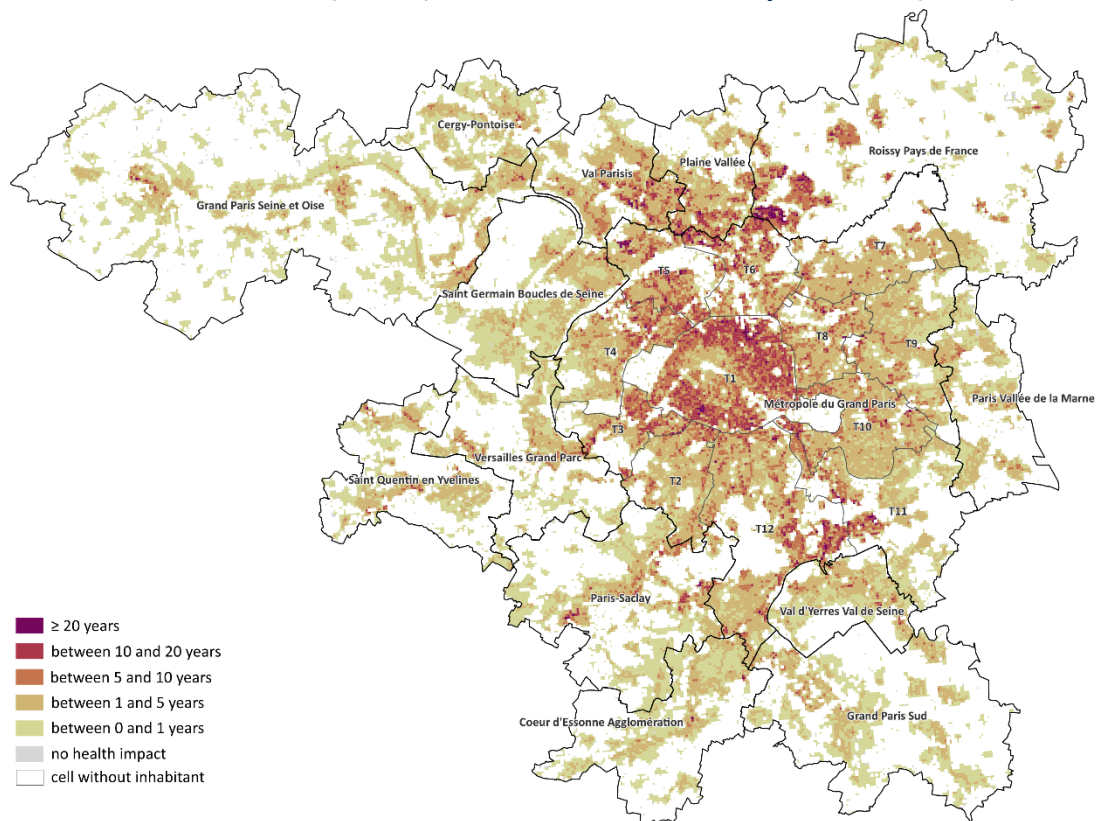 Cergy-Pontoise
Plaine Vallée
Roissy Pays de France
Val Parisis
Grand Paris Seine et Oise
T7
T5
T6
Saint Germain Boucles de Seine
T8
T9
T4
T1
Métropole du Grand Paris
Paris Vallée de la Marne
T3
T10
Versailles Grand Parc
Saint Quentin en Yvelines
T2
T11
T12
Paris-Saclay
Val d'Yerres Val de Seine
Coeur d'Essonne Agglomération
Grand Paris Sud
≥ 20 years
between 10 and 20 years
between 5 and 10 years
between 1 and 5 years
between 0 and 1 years
no health impact
cell without inhabitant